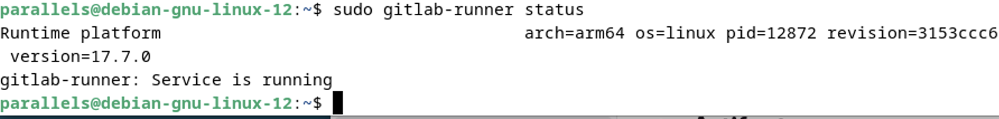 parallels@debian-gnu-linux-12:~$ sudo gitlab-runner status
Runtime platform                                    arch=arm64 os=linux pid=12872 revision=3153ccc6
 version=17.7.0
gitlab-runner: Service is running
parallels@debian-gnu-linux-12:~$